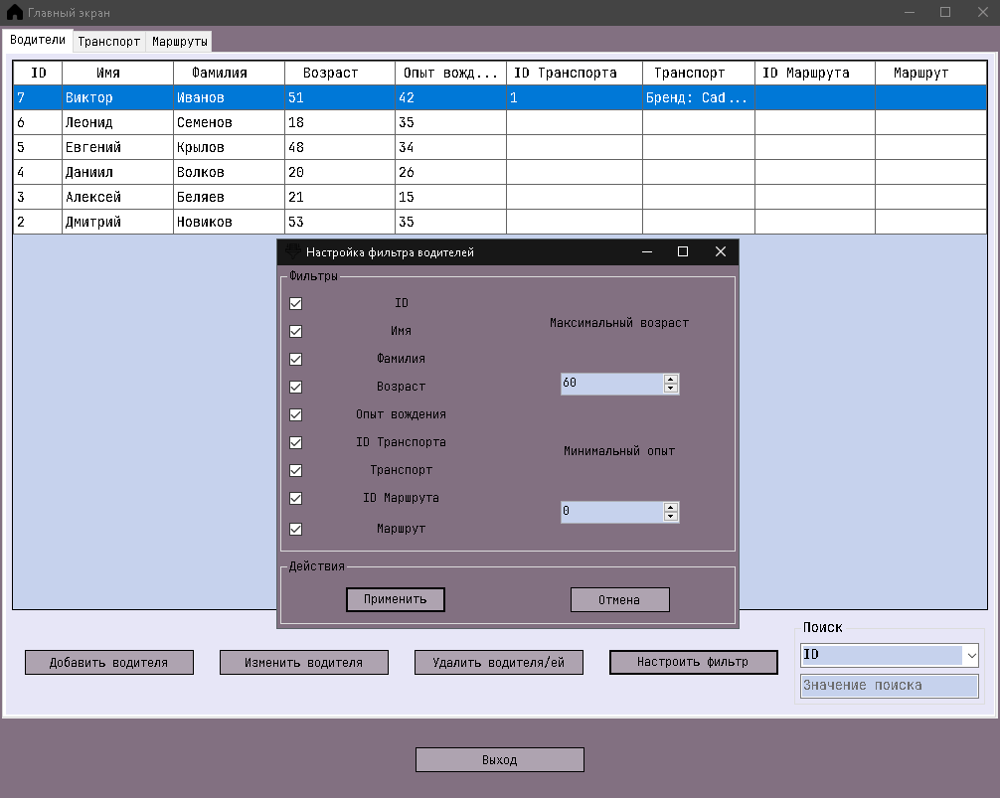 Главный экран
Водители Транспорт Маршруты
ID Имя Фамилия Возраст Опыт вожд... ID Транспорта Транспорт ID Маршрута Маршрут
7 Виктор Иванов 51 42 1 Бренд: Cad...
6 Леонид Семенов 18 35
5 Евгений Крылов 48 34
4 Даниил Волков 20 26
3 Алексей Беляев 21 15
2 Дмитрий Новиков 53 35
Настройка фильтра водителей
Фильтры
ID
Имя
Фамилия
Возраст
Опыт вождения
ID Транспорта
Транспорт
ID Маршрута
Маршрут
Максимальный возраст
60
Минимальный опыт
0
Действия
Применить Отмена
Добавить водителя Изменить водителя Удалить водителя/ей Настроить фильтр
Поиск
ID
Значение поиска
Выход